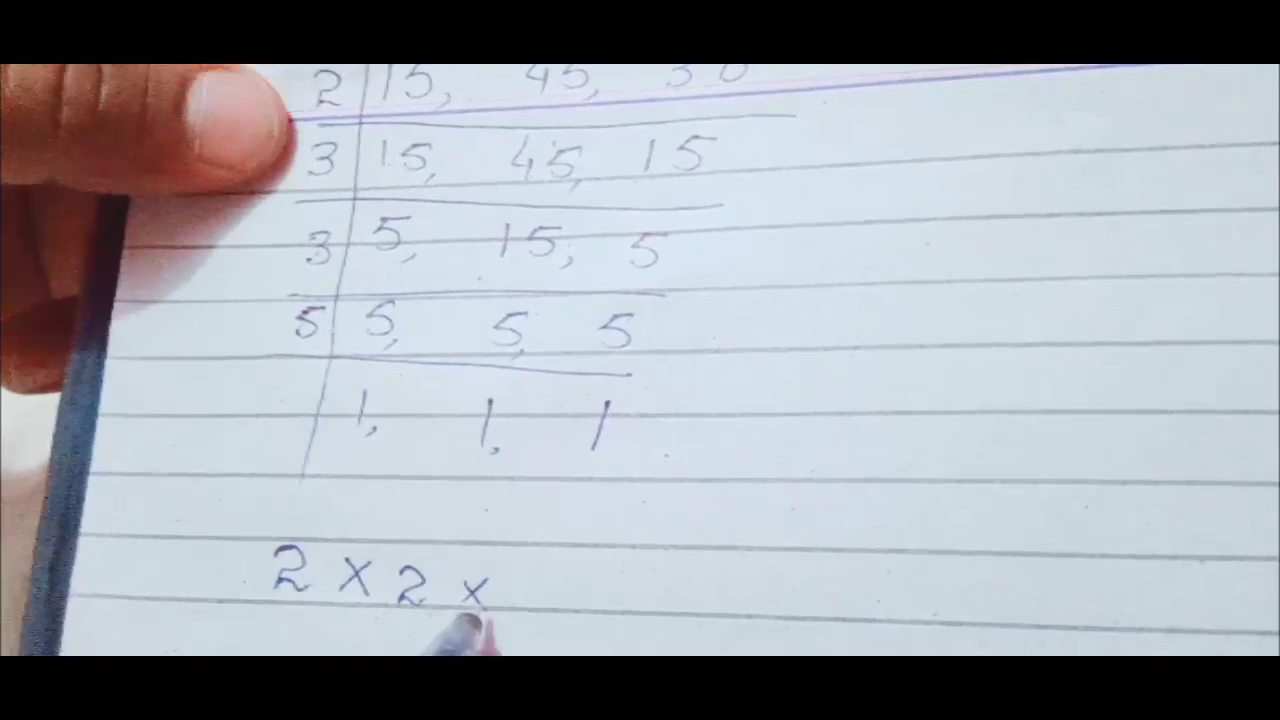 2 | 15, 45, 30
3 | 15, 45, 15
3 | 5, 15, 5
5 | 5, 5, 5
1, 1, 1
2 × 2 ×